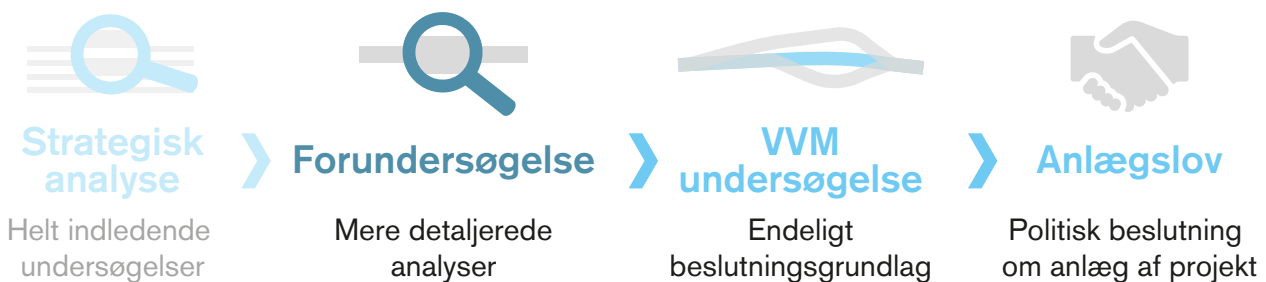 Strategisk
analyse
Helt indledende
undersøgelser
Forundersøgelse
Mere detaljerede
analyser
VVM
undersøgelse
Endeligt
beslutningsgrundlag
Anlægslov
Politisk beslutning
om anlæg af projekt